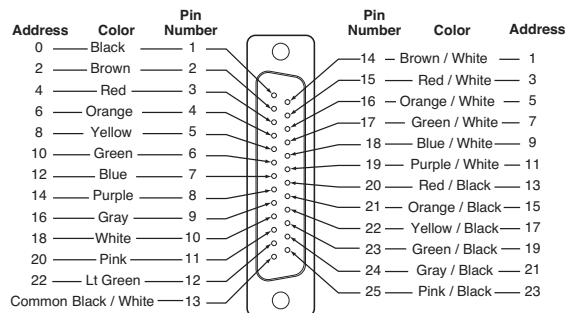 Address Color Pin Number
0 Black 1
2 Brown 2
4 Red 3
6 Orange 4
8 Yellow 5
10 Green 6
12 Blue 7
14 Purple 8
16 Gray 9
18 White 10
20 Pink 11
22 Lt Green 12
Common Black / White 13
Pin Number Color Address
14 Brown / White 1
15 Red / White 3
16 Orange / White 5
17 Green / White 7
18 Blue / White 9
19 Purple / White 11
20 Red / Black 13
21 Orange / Black 15
22 Yellow / Black 17
23 Green / Black 19
24 Gray / Black 21
25 Pink / Black 23